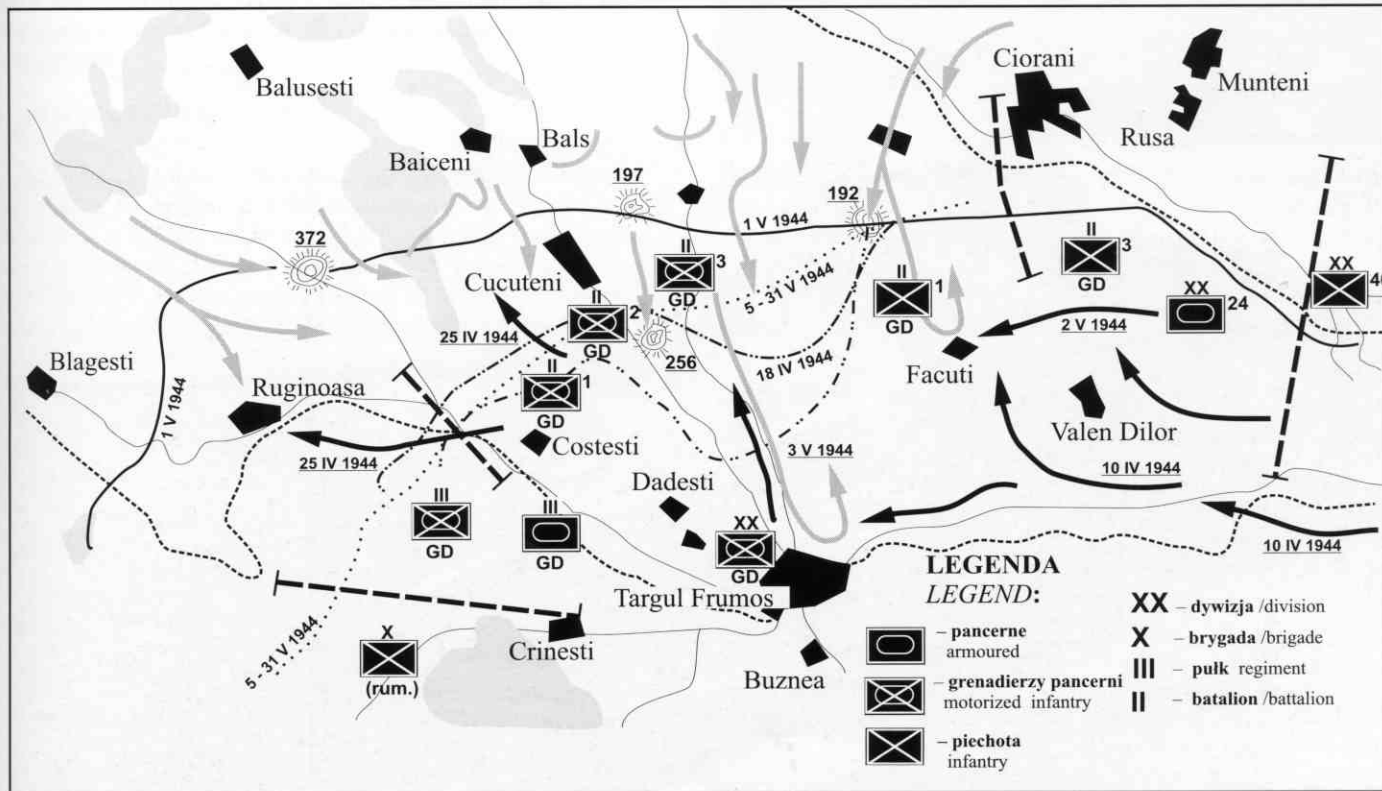 Ciorani
Munteni
Rusa
Balusesti
Bals
Baiceni
197
192
1 V 1944
372
II
3
GD
II
3
GD
Cucuteni
II
2
GD
5 - 31 V 1944
II
1
GD
XX
24
XX
2 V 1944
25 IV 1944
256
18 IV 1944
Facuti
Blagesti
1 V 1944
Ruginoasa
II
1
GD
Costesti
25 IV 1944
3 V 1944
Valen Dilor
10 IV 1944
Dadesti
III
GD
III
GD
XX
GD
10 IV 1944
Targul Frumos
5 - 31 V 1944
X
(rum.)
Crinesti
Buznea
LEGENDA
LEGEND:
– pancerne
armoured
– grenadierzy pancerni
motorized infantry
– piechota
infantry
XX – dywizja /division
X – brygada /brigade
III – pułk regiment
II – batalion /battalion